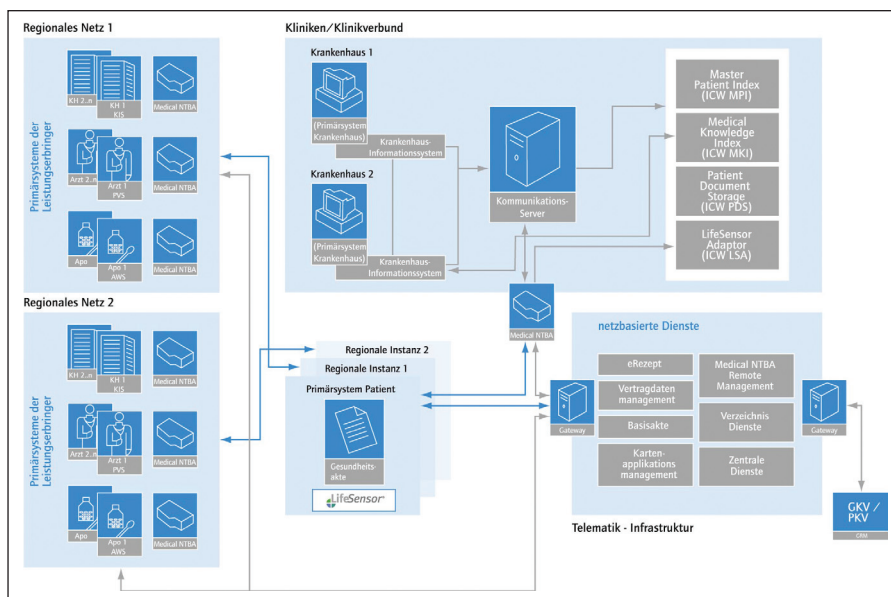 Regionales Netz 1
Primärsysteme der
Leistungserbringer
KH 2..n
KH 1
KIS
Medical NTBA
Arzt 2..n
Arzt 1
PVS
Medical NTBA
Apo
Apo 1
AWS
Medical NTBA
Regionales Netz 2
Primärsysteme der
Leistungserbringer
KH 2..n
KH 1
KIS
Medical NTBA
Arzt 2..n
Arzt 1
PVS
Medical NTBA
Apo
Apo 1
AWS
Medical NTBA
Kliniken/Klinikverbund
Krankenhaus 1
(Primärsystem
Krankenhaus)
Krankenhaus-
Informationssystem
Krankenhaus 2
(Primärsystem
Krankenhaus)
Krankenhaus-
Informationssystem
Kommunikations-
Server
Master
Patient Index
(ICW MPI)
Medical
Knowledge
Index
(ICW MKI)
Patient
Document
Storage
(ICW PDS)
LifeSensor
Adaptor
(ICW LSA)
Medical NTBA
Regionale Instanz 2
Regionale Instanz 1
Primärsystem Patient
Gesundheits-
akte
LifeSensor
netzbasierte Dienste
Gateway
eRezept
Vertragdaten
management
Basisakte
Karten-
applikations
management
Medical NTBA
Remote
Management
Verzeichnis
Dienste
Zentrale
Dienste
Gateway
Telematik - Infrastruktur
GKV /
PKV
CRM